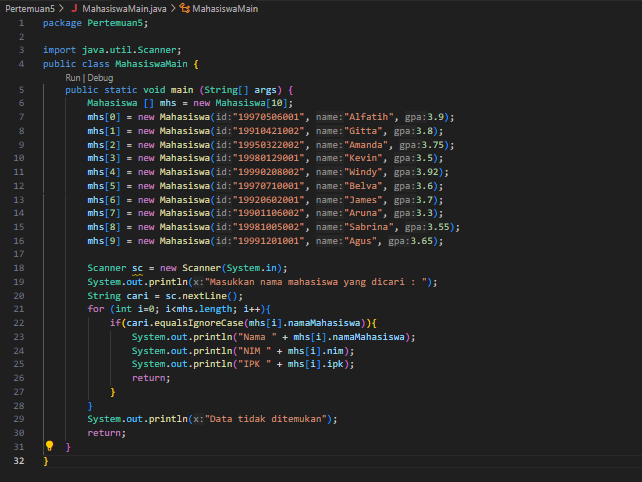 Pertemuan5 > J MahasiswaMain.java > MahasiswaMain
1 package Pertemuan5;
2
3 import java.util.Scanner;
4 public class MahasiswaMain {
Run | Debug
5 public static void main (String[] args) {
6 Mahasiswa [] mhs = new Mahasiswa[10];
7 mhs[0] = new Mahasiswa(id:"19970506001", name:"Alfatih", gpa:3.9);
8 mhs[1] = new Mahasiswa(id:"19910421002", name:"Gitta", gpa:3.8);
9 mhs[2] = new Mahasiswa(id:"19950322002", name:"Amanda", gpa:3.75);
10 mhs[3] = new Mahasiswa(id:"19980129001", name:"Kevin", gpa:3.5);
11 mhs[4] = new Mahasiswa(id:"19990208002", name:"Windy", gpa:3.92);
12 mhs[5] = new Mahasiswa(id:"19970710001", name:"Belva", gpa:3.6);
13 mhs[6] = new Mahasiswa(id:"19920602001", name:"James", gpa:3.7);
14 mhs[7] = new Mahasiswa(id:"19901106002", name:"Aruna", gpa:3.3);
15 mhs[8] = new Mahasiswa(id:"19981005002", name:"Sabrina", gpa:3.55);
16 mhs[9] = new Mahasiswa(id:"19991201001", name:"Agus", gpa:3.65);
17
18 Scanner sc = new Scanner(System.in);
19 System.out.println(x:"Masukkan nama mahasiswa yang dicari : ");
20 String cari = sc.nextLine();
21 for (int i=0; i<mhs.length; i++){
22 if(cari.equalsIgnoreCase(mhs[i].namaMahasiswa)){
23 System.out.println("Nama " + mhs[i].namaMahasiswa);
24 System.out.println("NIM " + mhs[i].nim);
25 System.out.println("IPK " + mhs[i].ipk);
26 return;
27 }
28 }
29 System.out.println(x:"Data tidak ditemukan");
30 return;
31 }
32 }